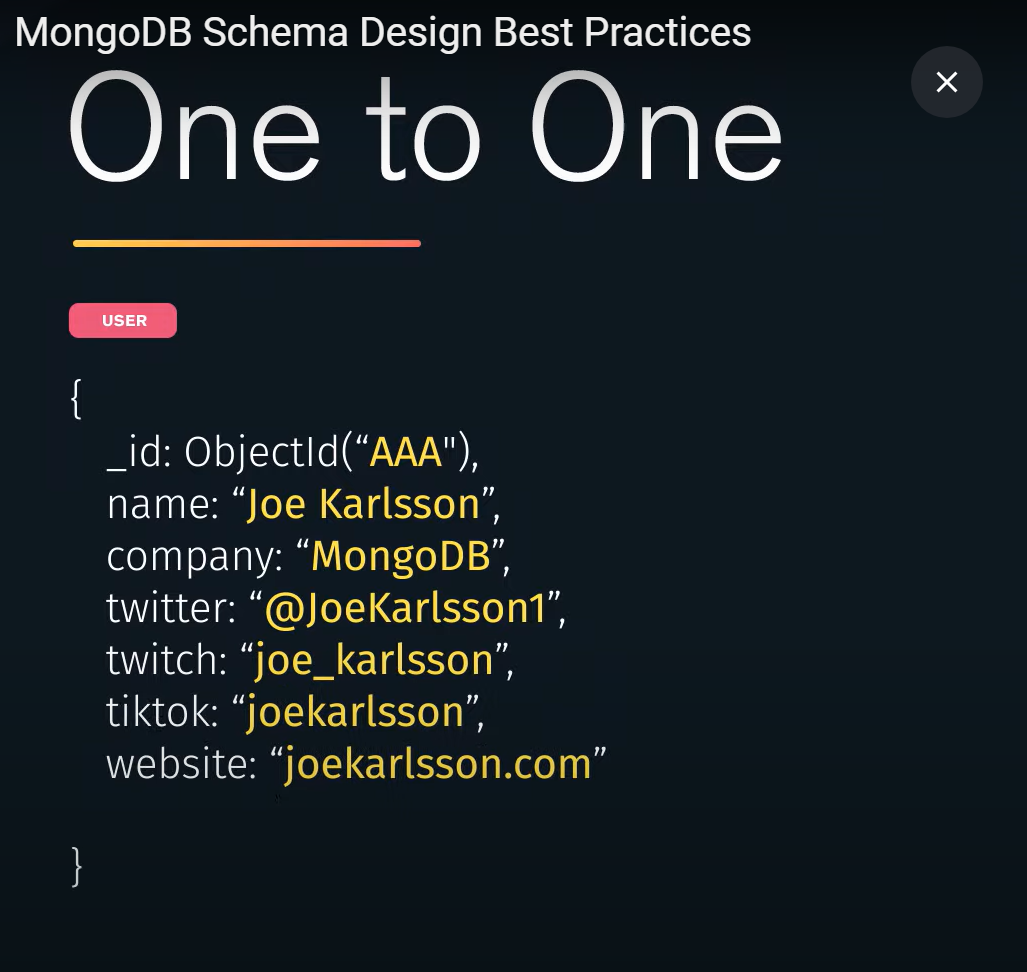 MongoDB Schema Design Best Practices
One to One
USER
{
_id: ObjectId(“AAA"),
name: “Joe Karlsson”,
company: “MongoDB”,
twitter: “@JoeKarlsson1”,
twitch: “joe_karlsson”,
tiktok: “joekarlsson”,
website: “joekarlsson.com”
}